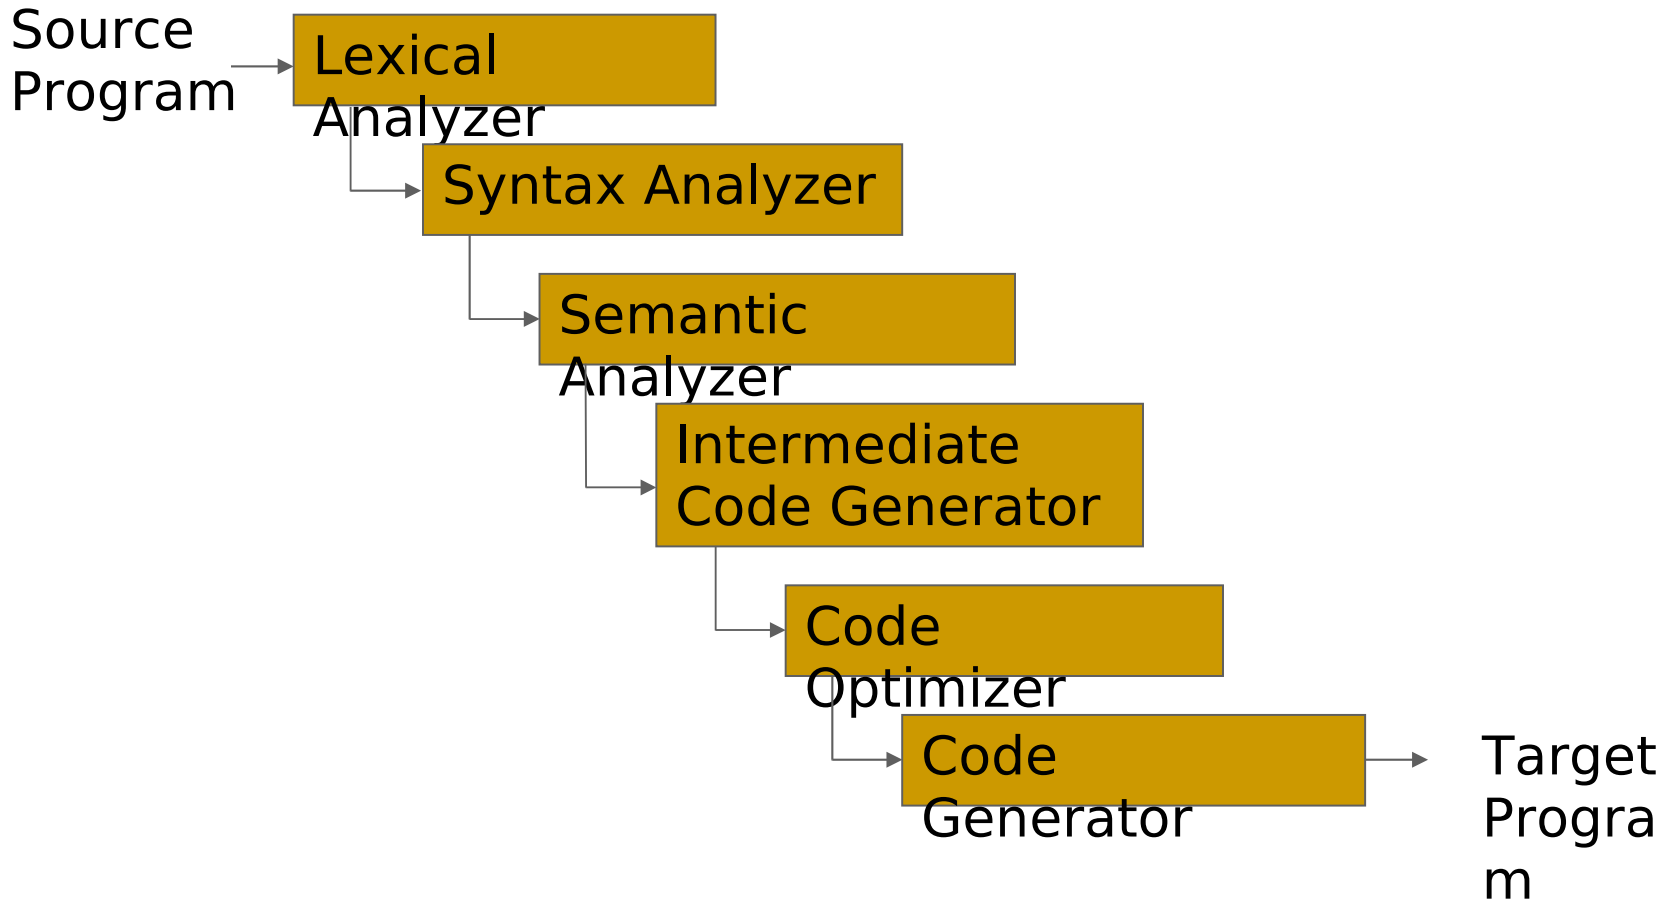 Source
Program
Lexical
Analyzer
Syntax Analyzer
Semantic
Analyzer
Intermediate
Code Generator
Code
Optimizer
Code
Generator
Target
Progra
m